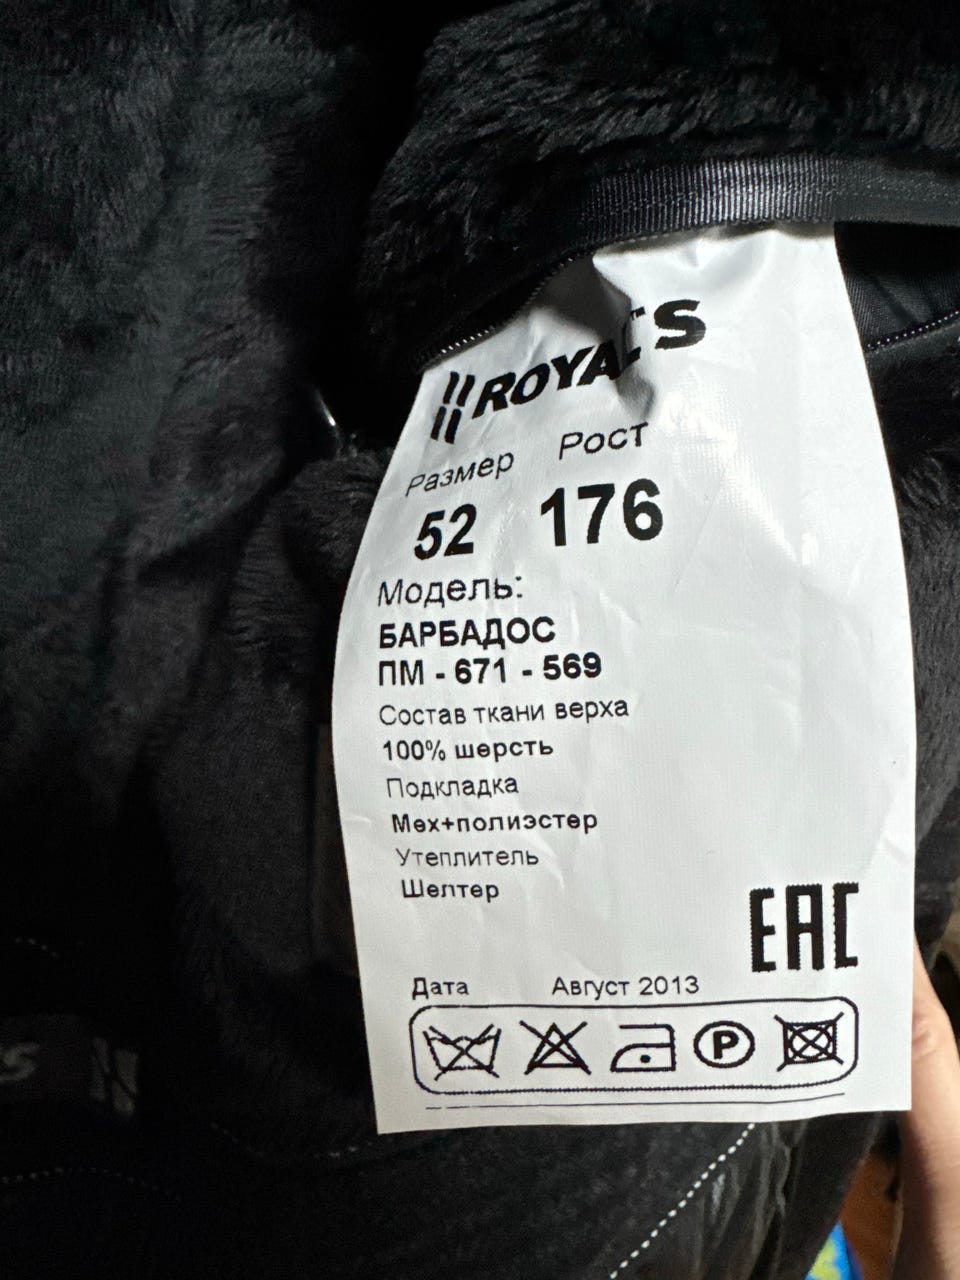 ROYALS
Размер Рост
52 176
Модель:
БАРБАДОС
ПМ - 671 - 569
Состав ткани верха
100% шерсть
Подкладка
Мех+полиэстер
Утеплитель
Шелтер
EAC
Дата Август 2013
P